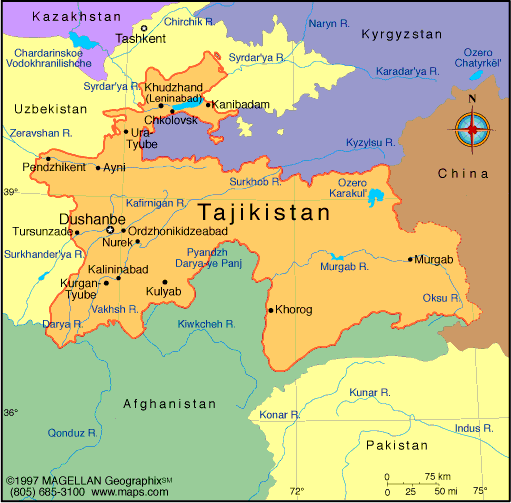 Kazakhstan
Chirchik R.
Tashkent
Naryn R.
Kyrgyzstan
Chardarinskoe
Vodokhranilishche
Syrdar'ya R.
Ozero
Chatyrkël'
Karadar'ya R.
Syrdar'ya R.
Khudzhand
(Leninabad)
Kanibadam
Uzbekistan
Chkolovsk
N
Zeravshan R.
Ura-
Tyube
Kyzylsu R.
Pendzhikent
Ayni
China
39°
Surkhob R.
Ozero
Karakul'
Kafirnigan R.
Dushanbe
Tajikistan
Tursunzade
Ordzhonikidzeabad
Nurek
Surkhander'ya R.
Pyandzh
Darya-ye Panj
Murgab R.
Murgab
Kalininabad
Kurgan-
Tyube
Kulyab
Oksu R.
Vakhsh R.
Khorog
Darya R.
Kiwkcheh R.
Afghanistan
Kunar R.
36°
Konar R.
Indus R.
Qonduz R.
Pakistan
©1997 MAGELLAN Geographix℠
(805) 685-3100 www.maps.com
0 75 km
0 50 mi
72°
75°